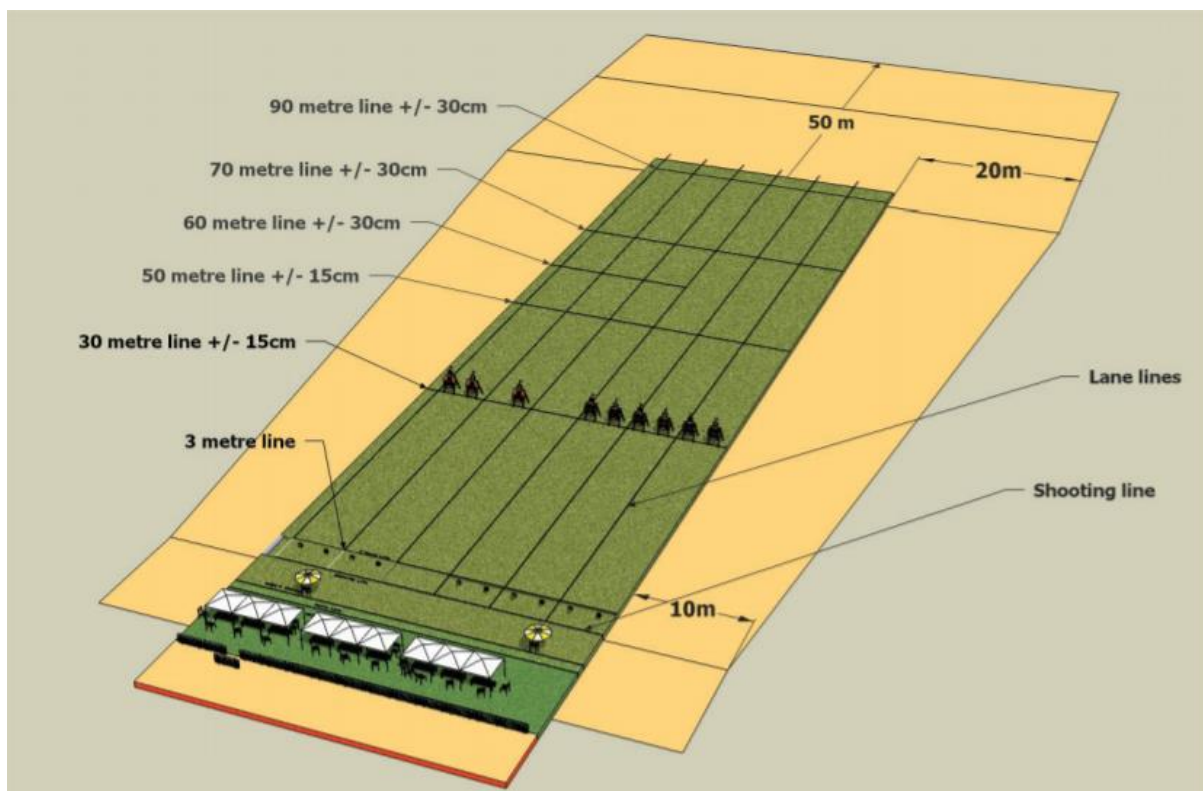 90 metre line +/- 30cm
50 m
20m
70 metre line +/- 30cm
60 metre line +/- 30cm
50 metre line +/- 15cm
30 metre line +/- 15cm
Lane lines
3 metre line
Shooting line
10m